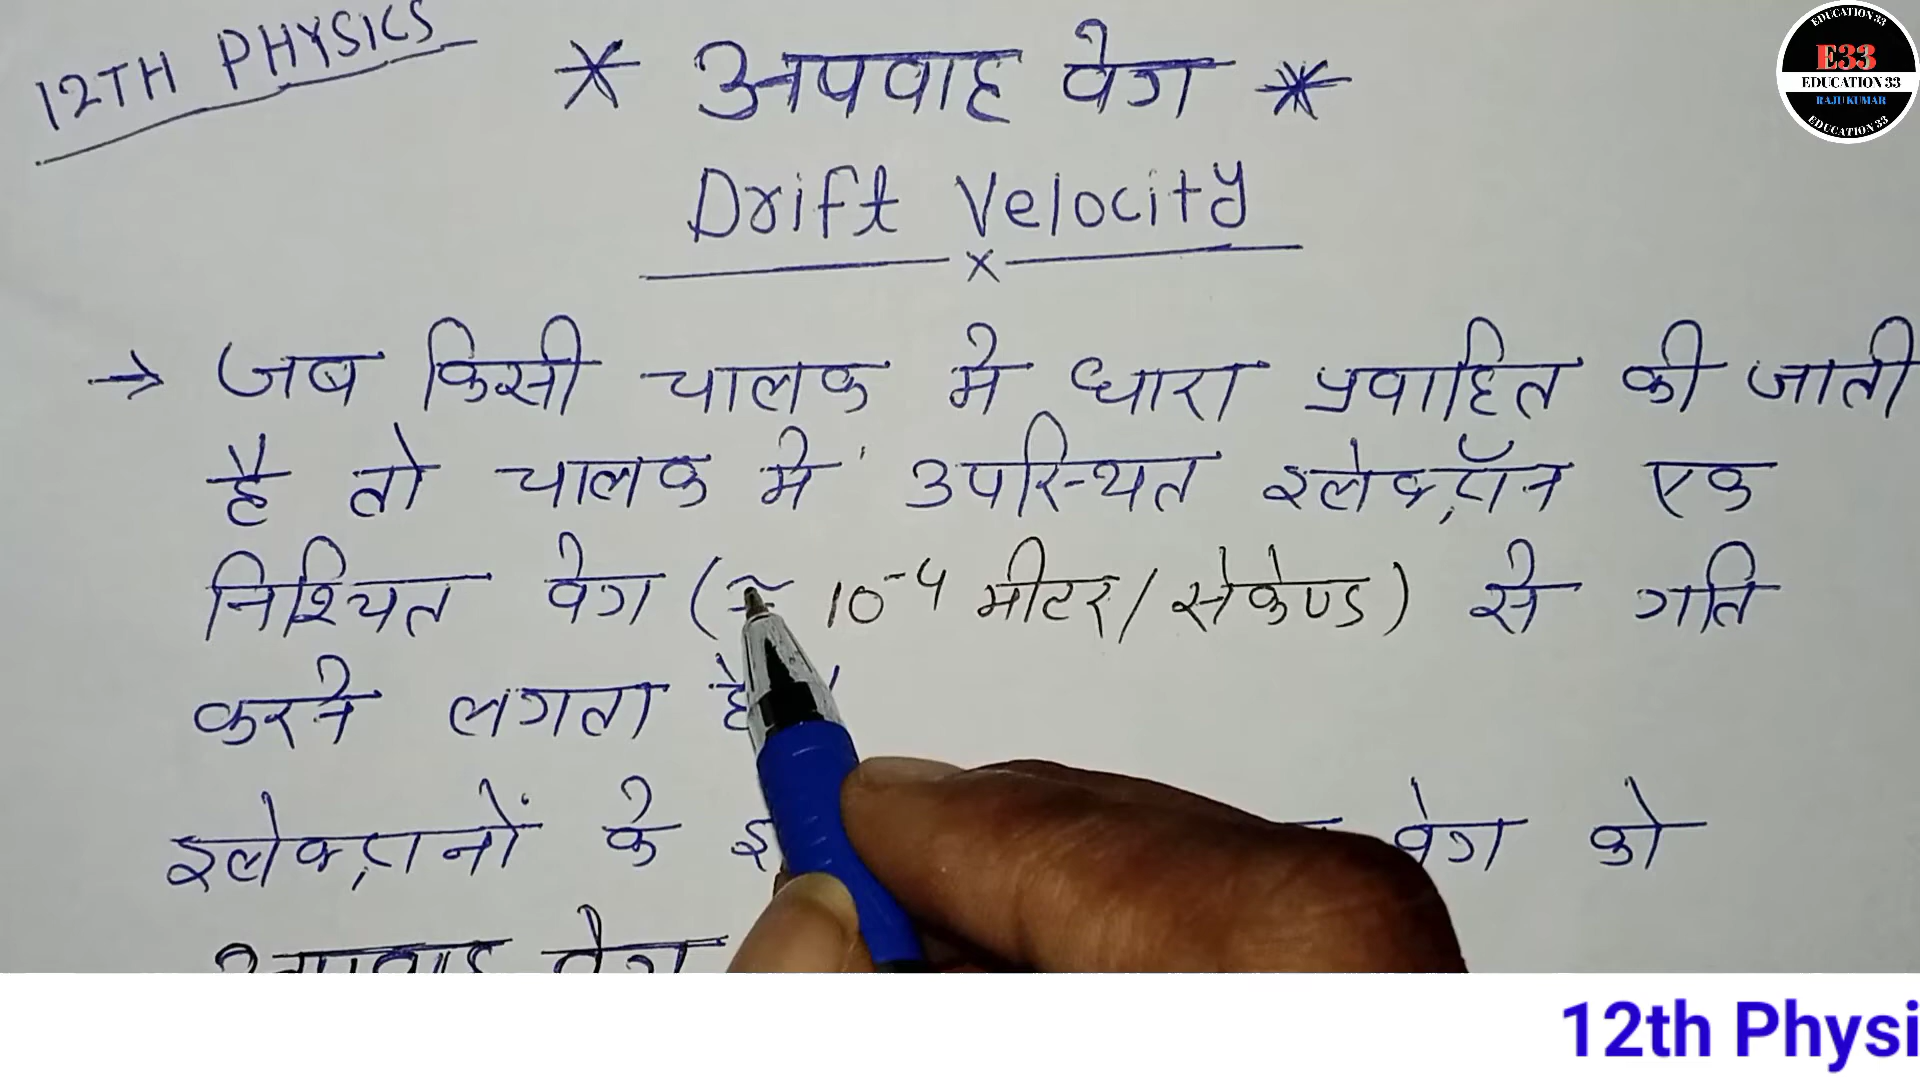 12TH PHYSICS
* अपवाह वेग *
Drift Velocity
x
→ जब किसी चालक मे धारा प्रवाहित की जाती
है तो चालक मे उपस्थित इलेक्ट्रॉन एक
निश्चित वेग (≈ 10⁻⁴ मीटर/सेकेण्ड) से गति
करने लगता है
इलेक्ट्रानों के वेग को
अपवाह वेग
EDUCATION 33
E33
EDUCATION 33
RAJU KUMAR
EDUCATION 33
12th Physi